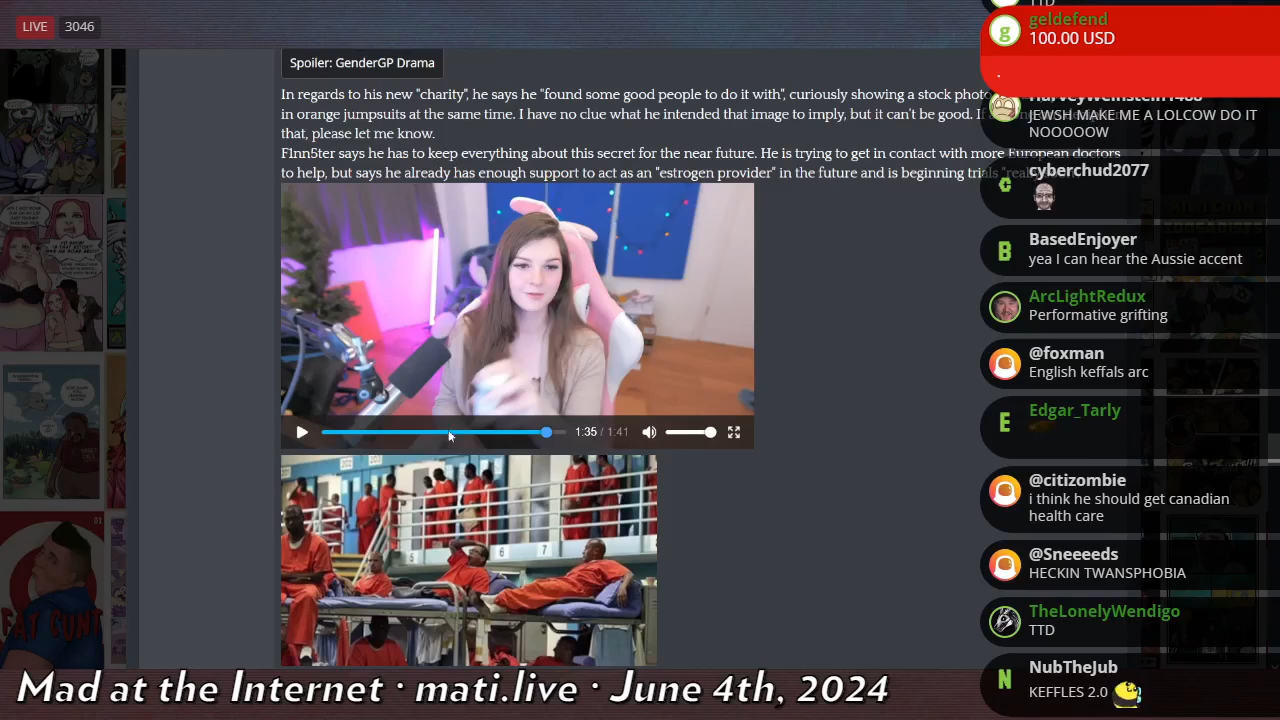 LIVE 3046
Spoiler: GenderGP Drama
In regards to his new "charity", he says he "found some good people to do it with", curiously showing a stock photo
in orange jumpsuits at the same time. I have no clue what he intended that image to imply, but it can't be good. If
that, please let me know.
F1nn5ter says he has to keep everything about this secret for the near future. He is trying to get in contact with more European doctors
to help, but says he already has enough support to act as an "estrogen provider" in the future and is beginning trials
1:35 / 1:41
5 6 7
FAT CUNT
TTD
g
geldefend
100.00 USD
.
HarveyWeinstein1488
JEWSH MAKE ME A LOLCOW DO IT
NOOOOOW
cyberchud2077
B
BasedEnjoyer
yea I can hear the Aussie accent
ArcLightRedux
Performative grifting
@foxman
English keffals arc
E
Edgar_Tarly
@citizombie
i think he should get canadian
health care
@Sneeeeds
HECKIN TWANSPHOBIA
TheLonelyWendigo
TTD
N
NubTheJub
KEFFLES 2.0
Mad at the Internet · mati.live · June 4th, 2024